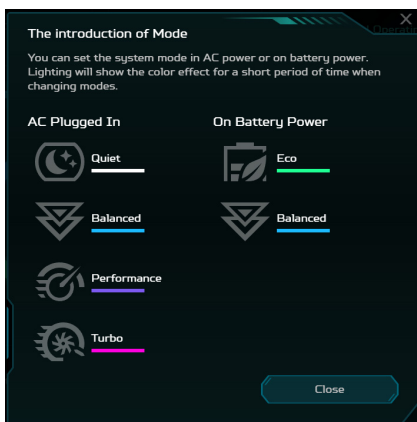 The introduction of Mode
You can set the system mode in AC power or on battery power.
Lighting will show the color effect for a short period of time when
changing modes.
AC Plugged In
On Battery Power
Quiet
Eco
Balanced
Balanced
Performance
Turbo
Close